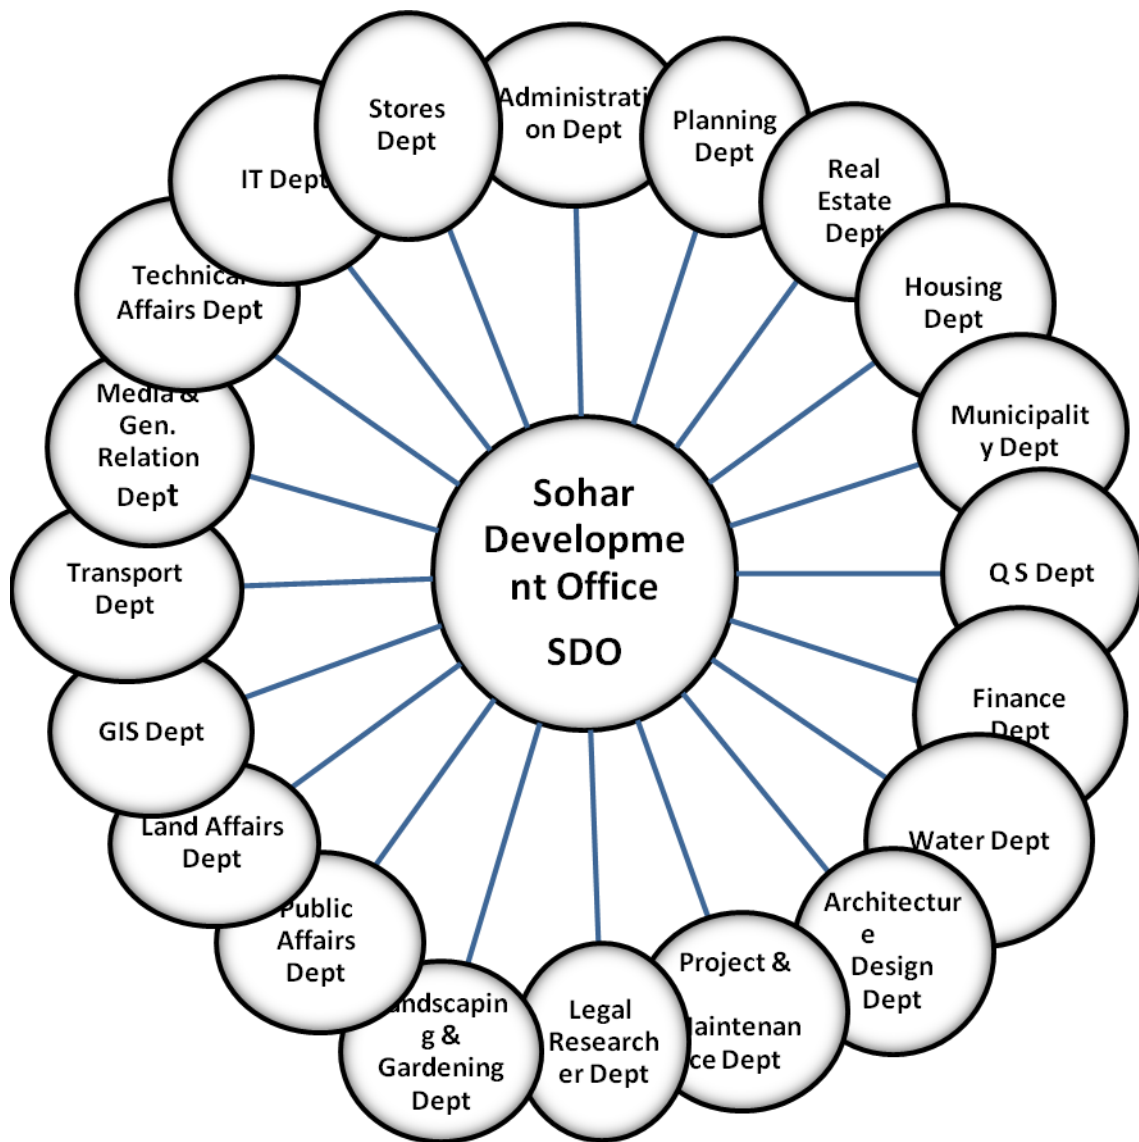 Sohar
Developme
nt Office
SDO
Administrati
on Dept
Planning
Dept
Real
Estate
Dept
Housing
Dept
Municipalit
y Dept
Q S Dept
Finance
Dept
Water Dept
Architectur
e
Design
Dept
Project &
aintenan
ce Dept
Legal
Research
er Dept
andscapin
g &
Gardening
Dept
Public
Affairs
Dept
Land Affairs
Dept
GIS Dept
Transport
Dept
Media &
Gen.
Relation
Dept
Technical
Affairs Dept
IT Dept
Stores
Dept